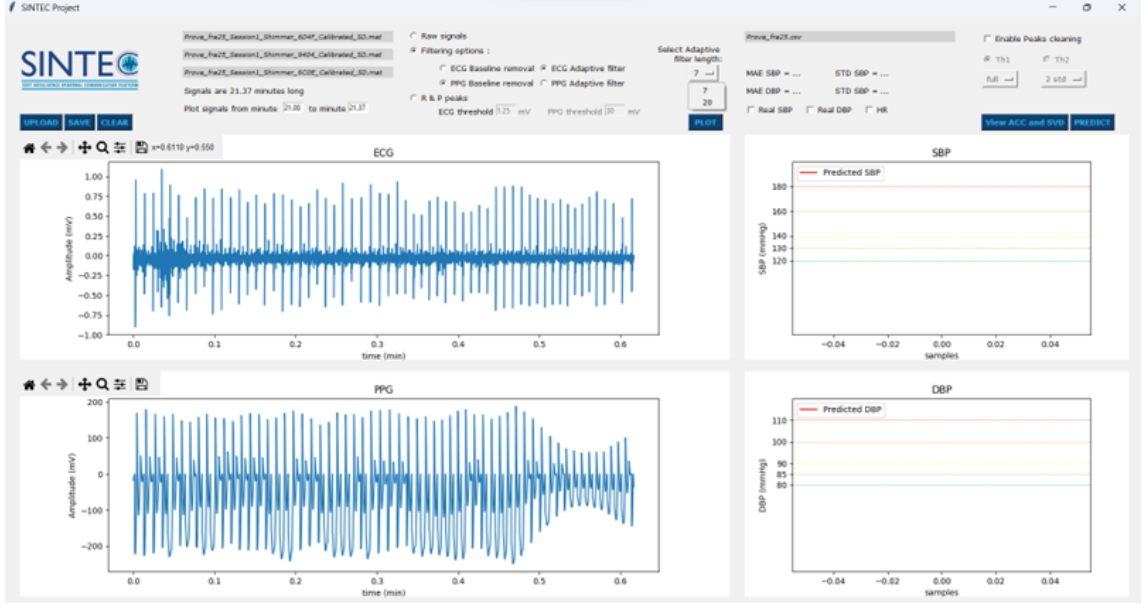 SINTEC Project
SINTEC
SOFT INTELLIGENCE EPIDERMAL COMMUNICATION PLATFORM
Prova_fra25_Session1_Shimmer_6D4F_Calibrated_SD.mat
Prova_fra25_Session1_Shimmer_9404_Calibrated_SD.mat
Prova_fra25_Session1_Shimmer_6C0E_Calibrated_SD.mat
Signals are 21.37 minutes long
Plot signals from minute 21.00 to minute 21.37
UPLOAD SAVE CLEAR
Raw signals
Filtering options :
ECG Baseline removal ECG Adaptive filter
PPG Baseline removal PPG Adaptive filter
R & P peaks
ECG threshold 0.25 mV PPG threshold 30 mV
Select Adaptive
filter length:
7
7
20
PLOT
Prova_fra25.csv
MAE SBP = ... STD SBP = ...
MAE DBP = ... STD DBP = ...
Real SBP Real DBP HR
Enable Peaks cleaning
Th1 Th2
full 2 std
View ACC and SVD PREDICT
x=0.6110 y=0.550
ECG
1.00
0.75
0.50
0.25
0.00
−0.25
−0.50
−0.75
−1.00
Amplitude (mV)
0.0 0.1 0.2 0.3 0.4 0.5 0.6
time (min)
SBP
Predicted SBP
180
160
140
130
120
SBP (mmHg)
−0.04 −0.02 0.00 0.02 0.04
samples
PPG
200
100
0
−100
−200
Amplitude (mV)
0.0 0.1 0.2 0.3 0.4 0.5 0.6
time (min)
DBP
Predicted DBP
110
100
90
85
80
DBP (mmHg)
−0.04 −0.02 0.00 0.02 0.04
samples